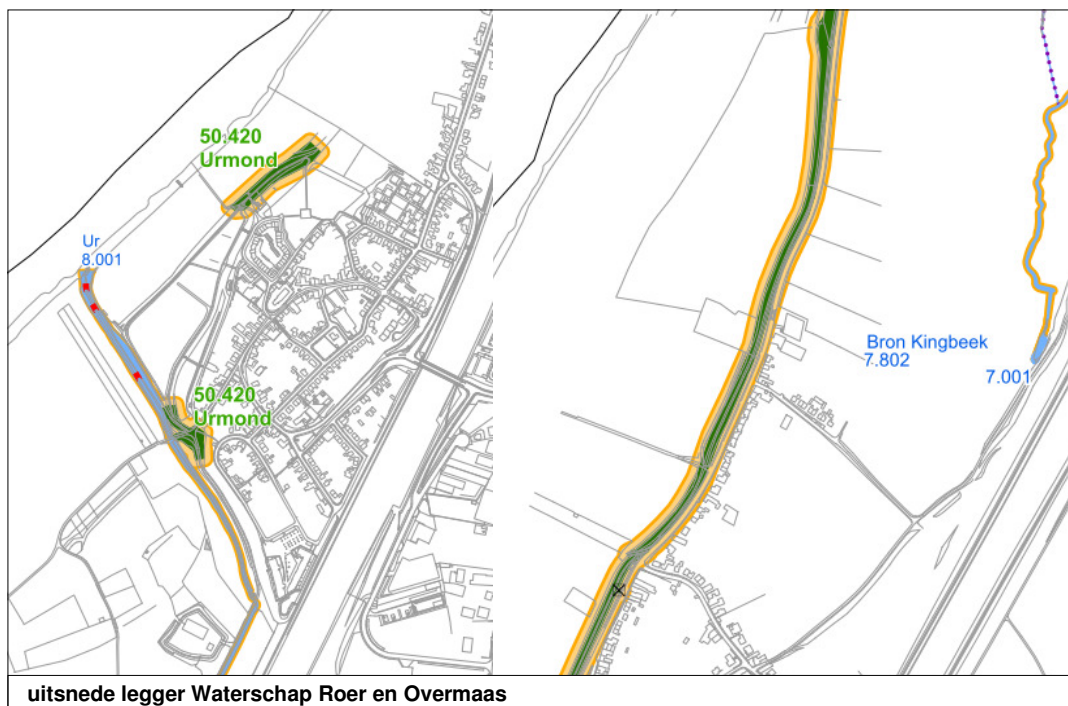 50.420
Urmond
Ur
8.001
50.420
Urmond
Bron Kingbeek
7.802
7.001
uitsnede legger Waterschap Roer en Overmaas